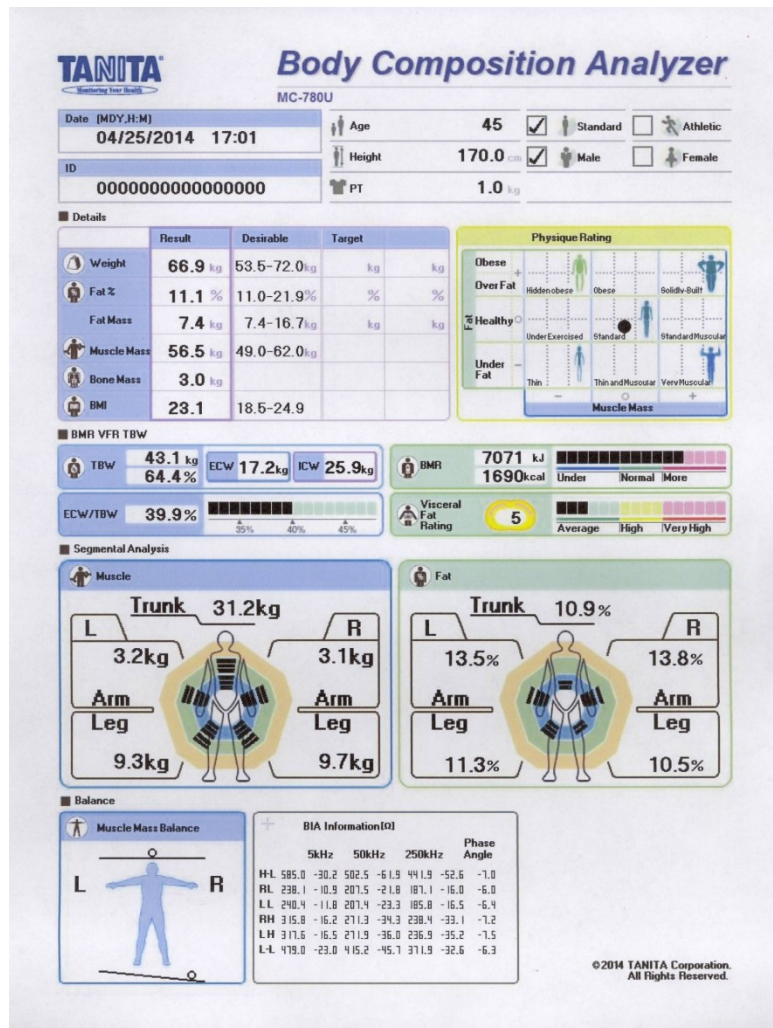 TANITA
Monitoring Your Health
Body Composition Analyzer
MC-780U
Date (MDY,H:M)
04/25/2014 17:01
ID
0000000000000000
Age 45
Height 170.0 cm
PT 1.0 kg
Standard Athletic
Male Female
Details
Result Desirable Target
Weight 66.9 kg 53.5-72.0kg kg kg
Fat% 11.1 % 11.0-21.9% % %
Fat Mass 7.4 kg 7.4-16.7kg kg kg
Muscle Mass 56.5 kg 49.0-62.0kg
Bone Mass 3.0 kg
BMI 23.1 18.5-24.9
Physique Rating
Obese
Over Fat
+
Hidden obese Obese Solidly-Built
Fat
Healthy
Under Exercised Standard Standard Muscular
Under
Fat
-
Thin Thin and Muscular Very Muscular
- +
Muscle Mass
BMR VFR TBW
TBW 43.1 kg
64.4%
ECW 17.2kg ICW 25.9kg
BMR 7071 kJ
1690kcal
Under Normal More
ECW/TBW 39.9%
35% 40% 45%
Visceral
Fat
Rating
5
Average High Very High
Segmental Analysis
Muscle
Trunk 31.2kg
L R
3.2kg 3.1kg
Arm Arm
Leg Leg
9.3kg 9.7kg
Fat
Trunk 10.9%
L R
13.5% 13.8%
Arm Arm
Leg Leg
11.3% 10.5%
Balance
Muscle Mass Balance
L R
BIA Information[Ω]
Phase
5kHz 50kHz 250kHz Angle
H-L 585.0 -30.2 502.5 -61.9 441.9 -52.6 -7.0
RL 238.1 -10.9 207.5 -21.8 187.1 -16.0 -6.0
LL 240.4 -11.8 207.4 -23.3 185.8 -16.5 -6.4
RH 315.8 -16.2 271.3 -34.3 238.4 -33.1 -7.2
LH 317.6 -16.5 271.9 -36.0 236.9 -35.2 -7.5
L-L 479.0 -23.0 415.2 -45.7 371.9 -32.6 -6.3
©2014 TANITA Corporation.
All Rights Reserved.